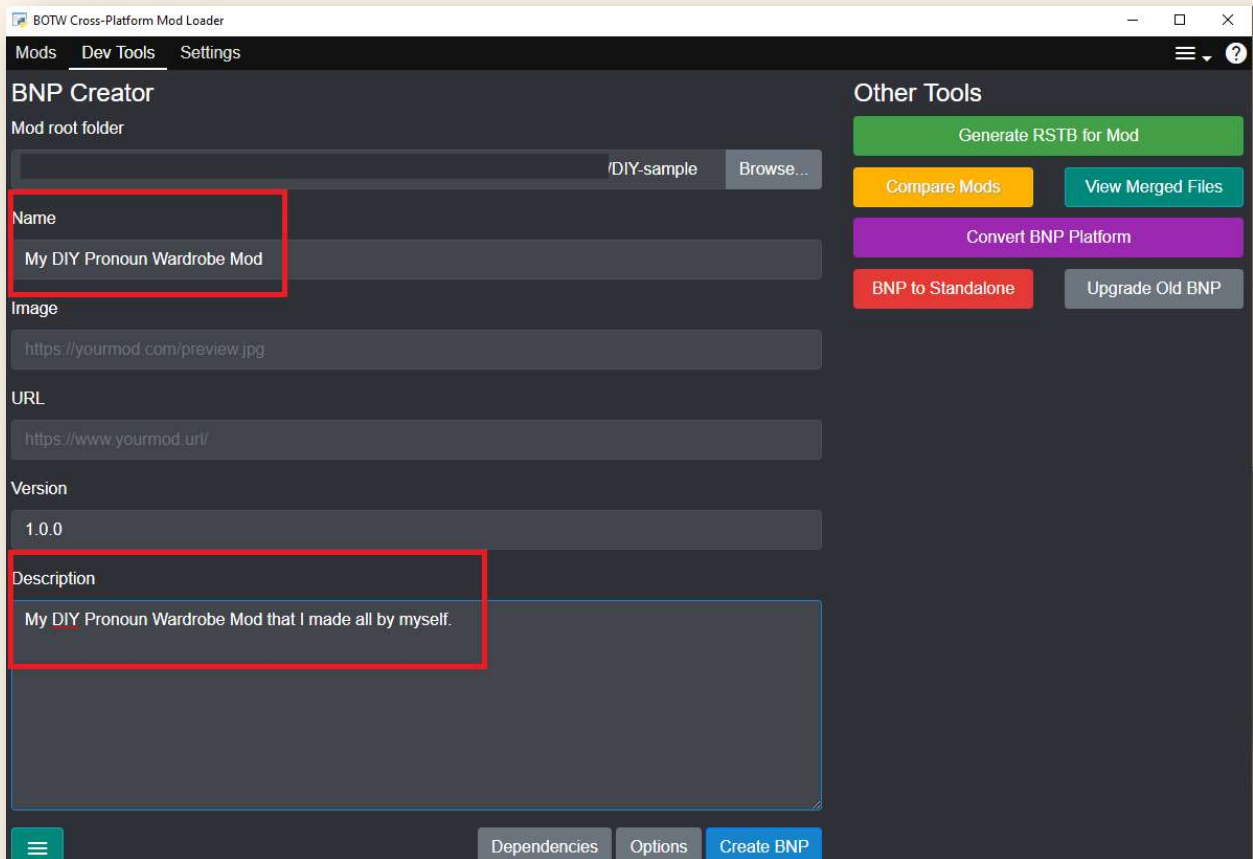 BOTW Cross-Platform Mod Loader
Mods Dev Tools Settings
BNP Creator
Mod root folder
/DIY-sample Browse...
Name
My DIY Pronoun Wardrobe Mod
Image
https://yourmod.com/preview.jpg
URL
https://www.yourmod.url/
Version
1.0.0
Description
My DIY Pronoun Wardrobe Mod that I made all by myself.
Dependencies Options Create BNP
Other Tools
Generate RSTB for Mod
Compare Mods View Merged Files
Convert BNP Platform
BNP to Standalone Upgrade Old BNP